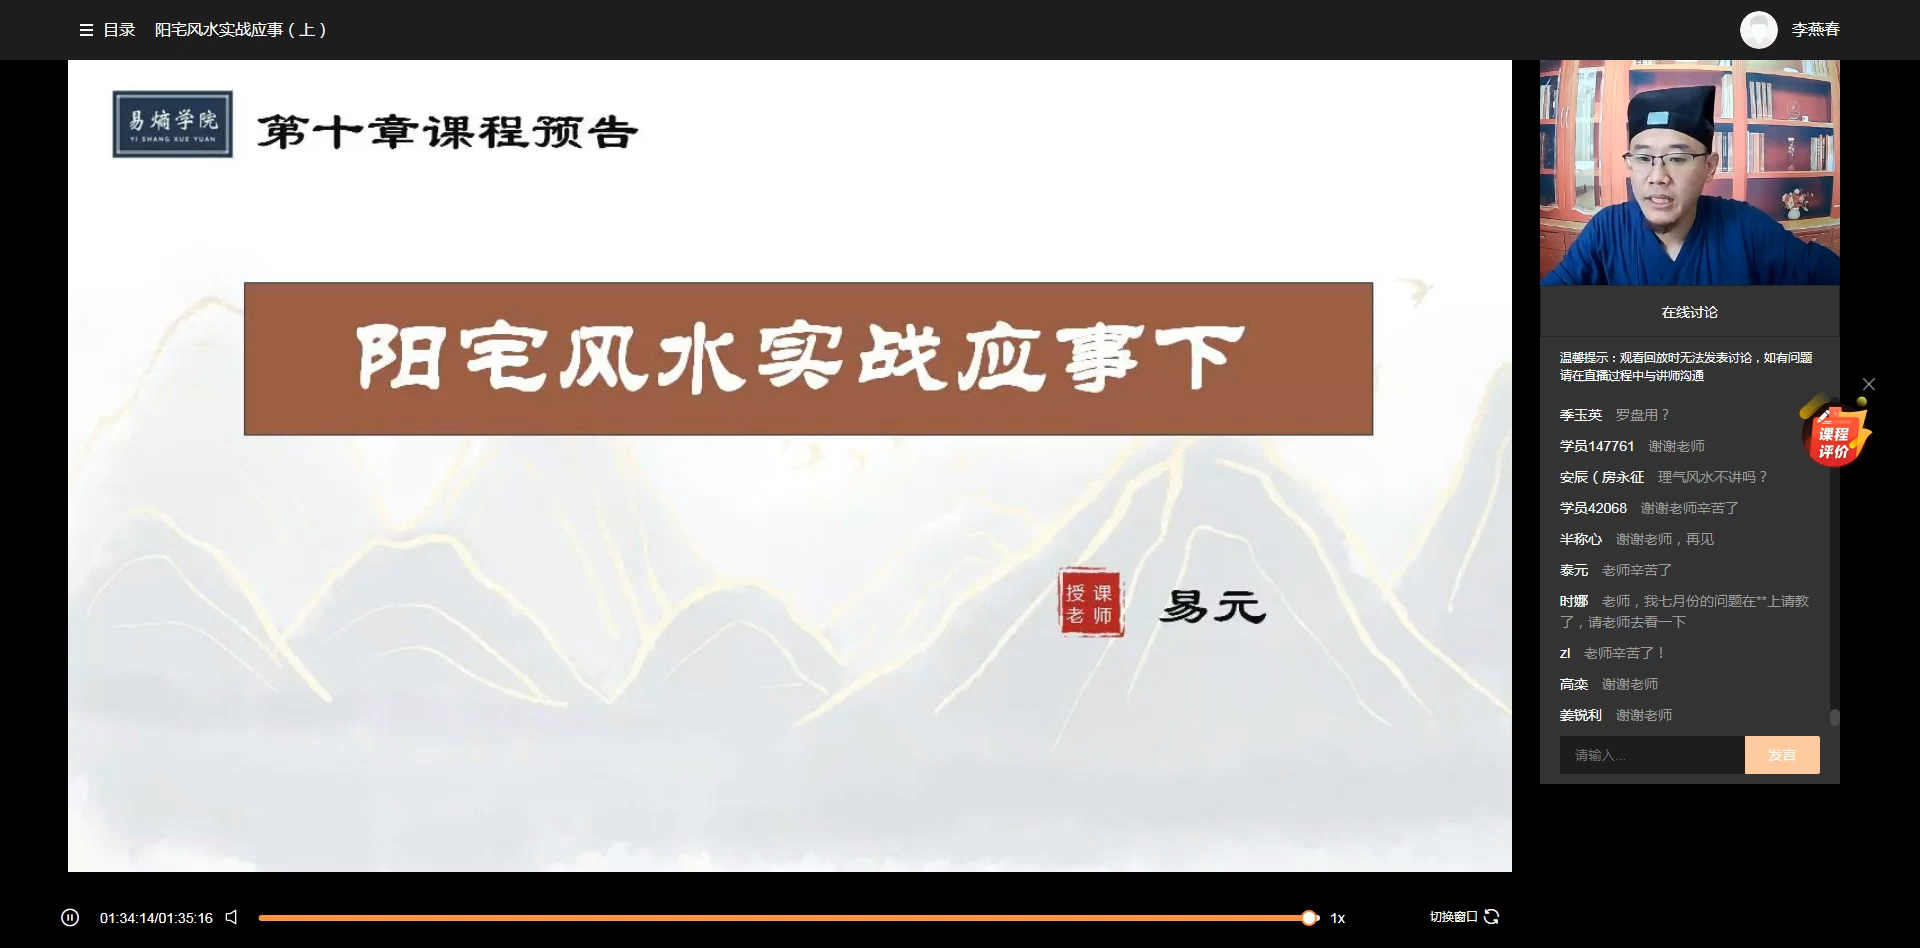 目录 阳宅风水实战应事（上）
李燕春
易熵学院
YI SHANG XUE YUAN
第十章课程预告
阳宅风水实战应事下
授课
老师
易元
在线讨论
温馨提示：观看回放时无法发表讨论，如有问题
请在直播过程中与讲师沟通
季玉英 罗盘用？
学员147761 谢谢老师
安辰（房永征 理气风水不讲吗？
学员42068 谢谢老师辛苦了
半称心 谢谢老师，再见
泰元 老师辛苦了
时娜 老师，我七月份的问题在**上请教
了，请老师去看一下
zl 老师辛苦了！
高栾 谢谢老师
姜锐利 谢谢老师
课程
评价
请输入...
发言
01:34:14/01:35:16
1x
切换窗口